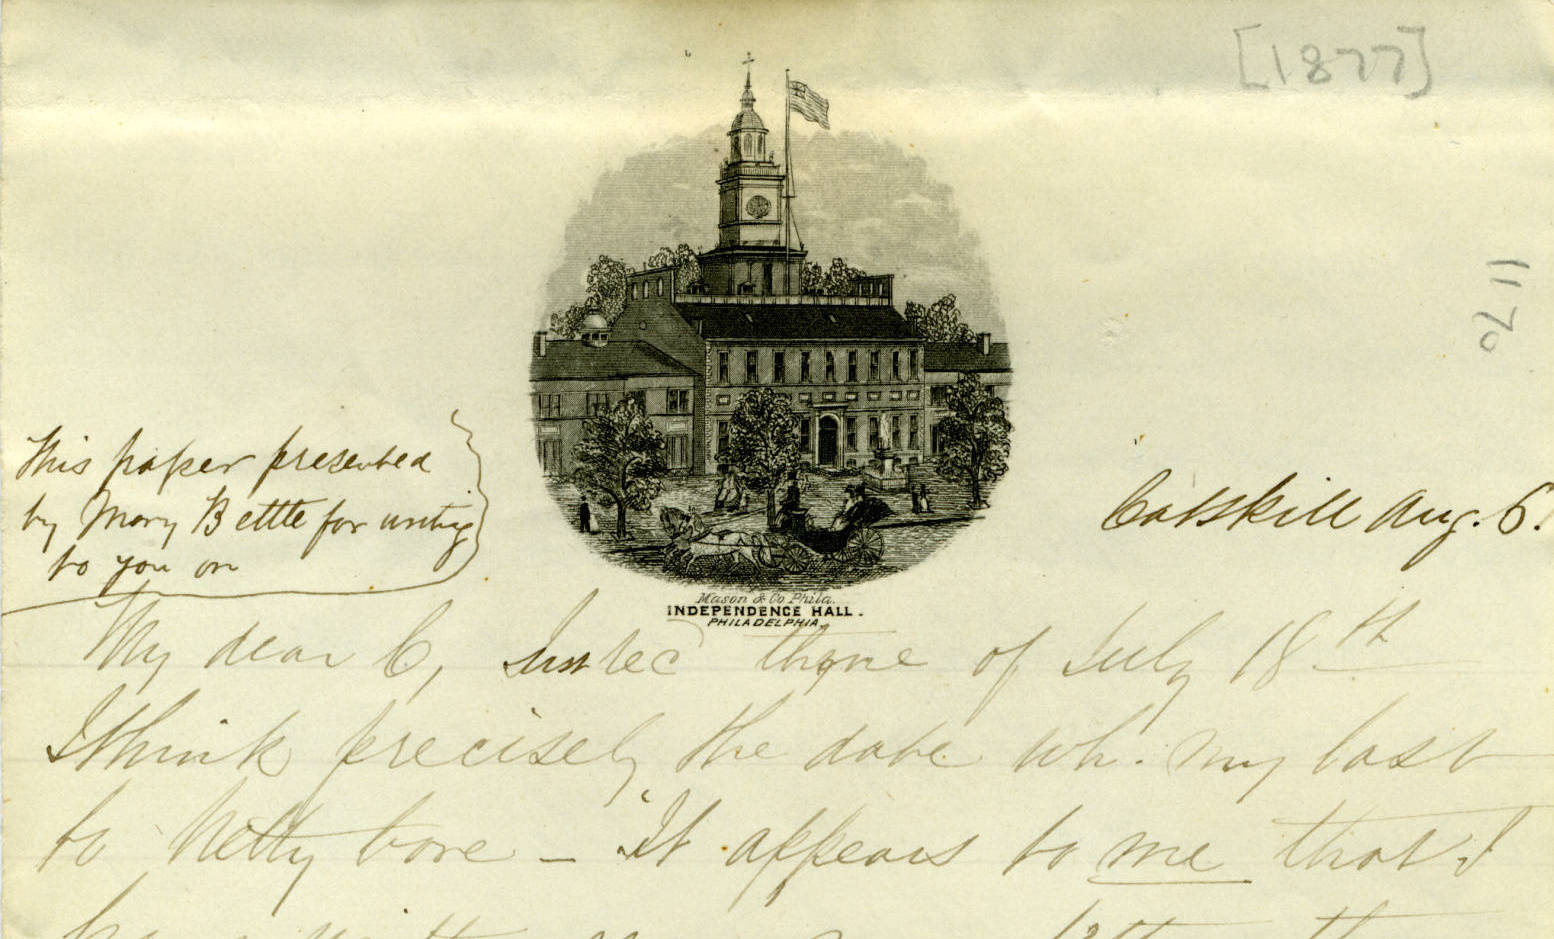 [1877]
1170
This paper presented
by Mary Bettle for writing
to you on
Catskill Aug. 6.
Mason & Co Phila.
INDEPENDENCE HALL.
PHILADELPHIA.
My dear C, Just rec thine of July 18th
I think precisely the date wh. my last
to Netty bore - It appears to me that I